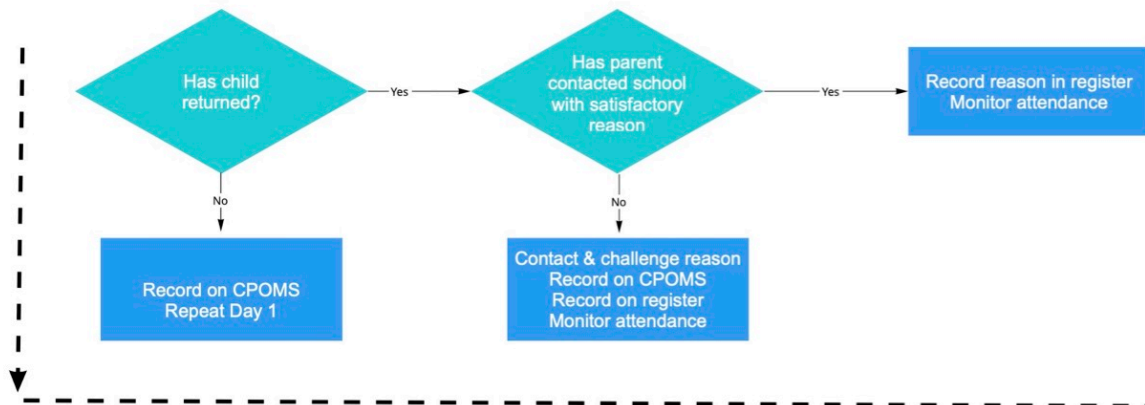 Has child
returned?
Yes
Has parent
contacted school
with satisfactory
reason
Yes
Record reason in register
Monitor attendance
No
No
Record on CPOMS
Repeat Day 1
Contact & challenge reason
Record on CPOMS
Record on register
Monitor attendance